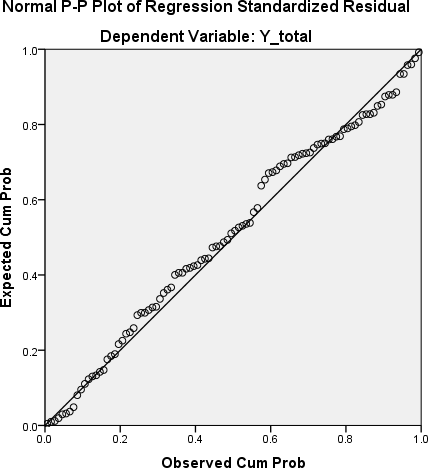 Normal P-P Plot of Regression Standardized Residual
Dependent Variable: Y_total
Expected Cum Prob
1.0
0.8
0.6
0.4
0.2
0.0
0.0 0.2 0.4 0.6 0.8 1.0
Observed Cum Prob